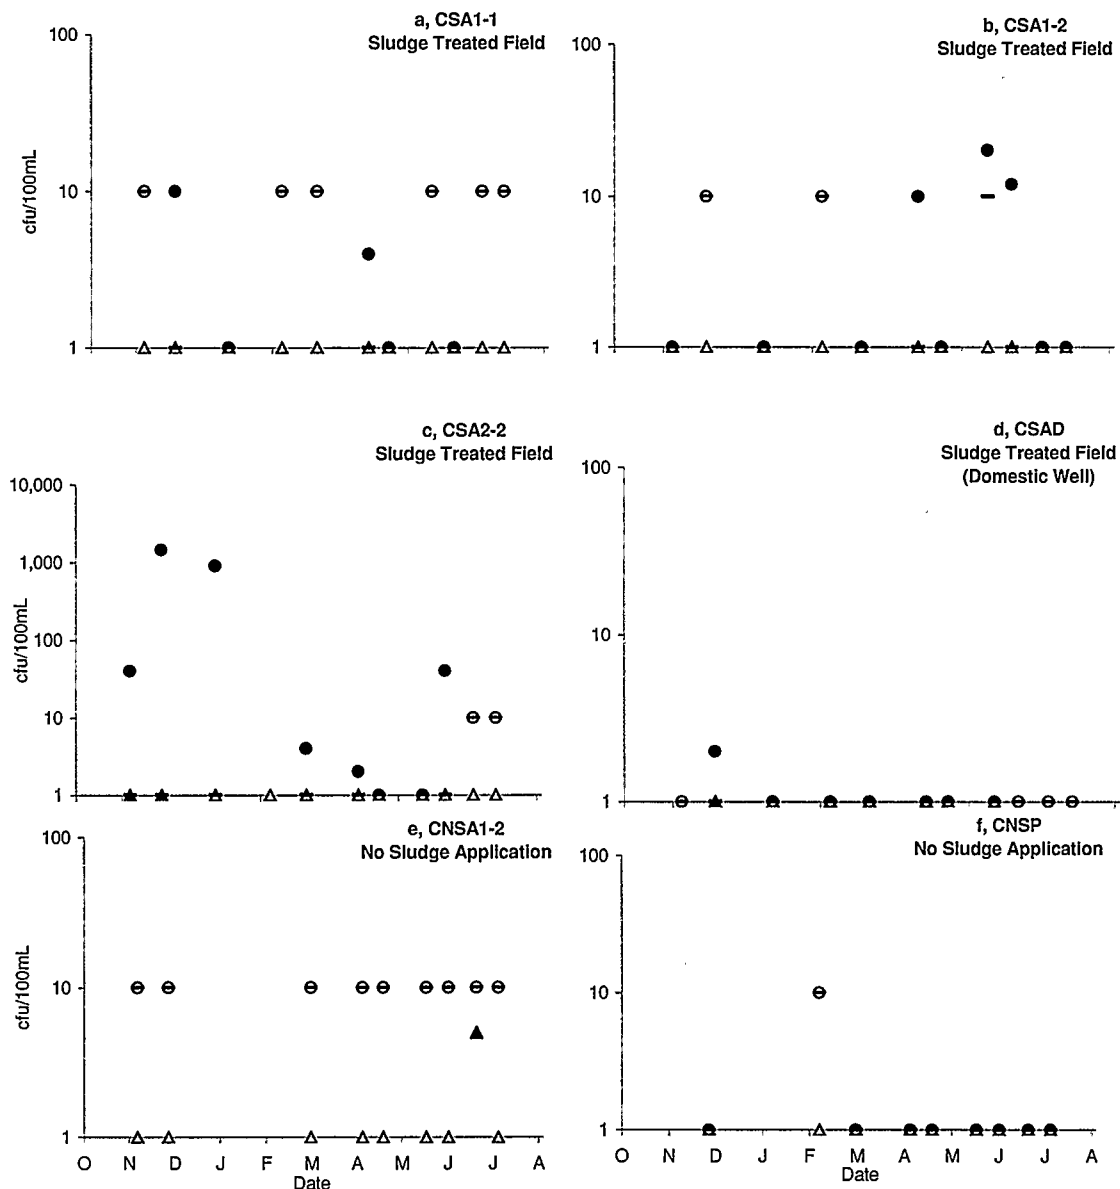 a, CSA1-1
Sludge Treated Field
100
10
1
cfu/100mL
b, CSA1-2
Sludge Treated Field
100
10
1
c, CSA2-2
Sludge Treated Field
10,000
1,000
100
10
1
cfu/100mL
d, CSAD
Sludge Treated Field
(Domestic Well)
100
10
1
e, CNSA1-2
No Sludge Application
100
10
1
cfu/100mL
O N D J F M A M J J A
Date
f, CNSP
No Sludge Application
100
10
1
O N D J F M A M J J A
Date